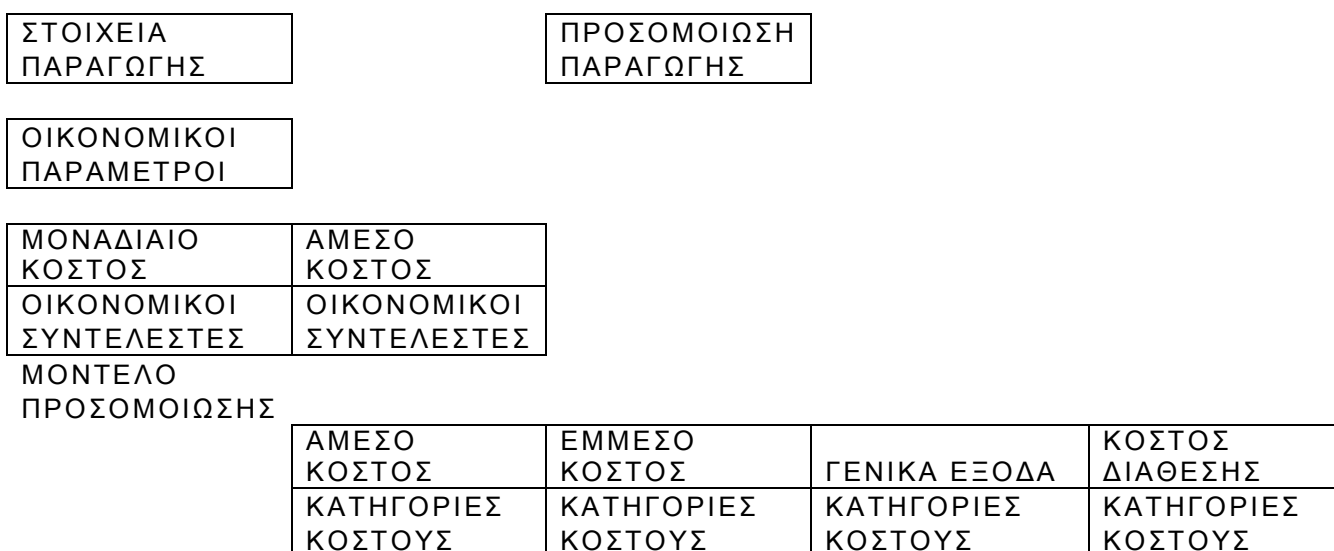 ΣΤΟΙΧΕΙΑ
ΠΑΡΑΓΩΓΗΣ
ΠΡΟΣΟΜΟΙΩΣΗ
ΠΑΡΑΓΩΓΗΣ
ΟΙΚΟΝΟΜΙΚΟΙ
ΠΑΡΑΜΕΤΡΟΙ
ΜΟΝΑΔΙΑΙΟ
ΚΟΣΤΟΣ
ΑΜΕΣΟ
ΚΟΣΤΟΣ
ΟΙΚΟΝΟΜΙΚΟΙ
ΣΥΝΤΕΛΕΣΤΕΣ
ΟΙΚΟΝΟΜΙΚΟΙ
ΣΥΝΤΕΛΕΣΤΕΣ
ΜΟΝΤΕΛΟ
ΠΡΟΣΟΜΟΙΩΣΗΣ
ΑΜΕΣΟ
ΚΟΣΤΟΣ
ΕΜΜΕΣΟ
ΚΟΣΤΟΣ
ΓΕΝΙΚΑ ΕΞΟΔΑ
ΚΟΣΤΟΣ
ΔΙΑΘΕΣΗΣ
ΚΑΤΗΓΟΡΙΕΣ
ΚΟΣΤΟΥΣ
ΚΑΤΗΓΟΡΙΕΣ
ΚΟΣΤΟΥΣ
ΚΑΤΗΓΟΡΙΕΣ
ΚΟΣΤΟΥΣ
ΚΑΤΗΓΟΡΙΕΣ
ΚΟΣΤΟΥΣ